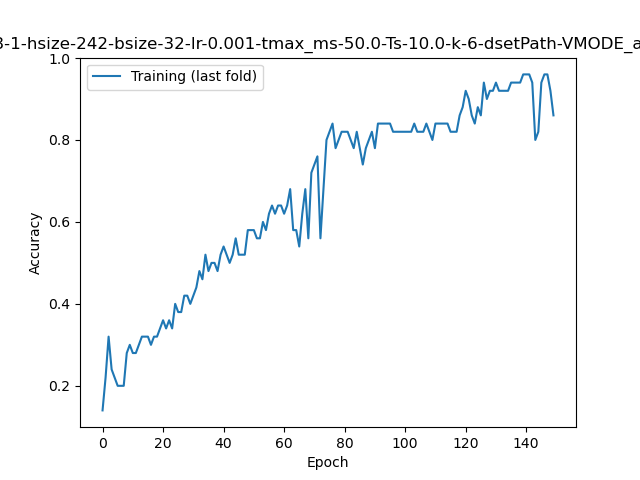 3-1-hsize-242-bsize-32-lr-0.001-tmax_ms-50.0-Ts-10.0-k-6-dsetPath-VMODE_a
1.0
Training (last fold)
0.8
0.6
Accuracy
0.4
0.2
0 20 40 60 80 100 120 140
Epoch